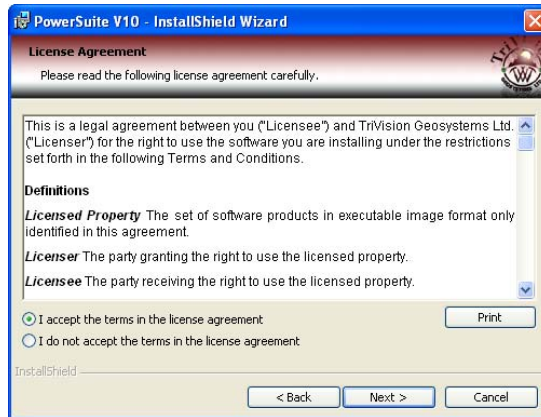 PowerSuite V10 - InstallShield Wizard
License Agreement
Please read the following license agreement carefully.
This is a legal agreement between you ("Licensee") and TriVision Geosystems Ltd.
("Licenser") for the right to use the software you are installing under the restrictions
set forth in the following Terms and Conditions.
Definitions
Licensed Property The set of software products in executable image format only
identified in this agreement.
Licenser The party granting the right to use the licensed property.
Licensee The party receiving the right to use the licensed property.
I accept the terms in the license agreement
Print
I do not accept the terms in the license agreement
InstallShield
< Back
Next >
Cancel